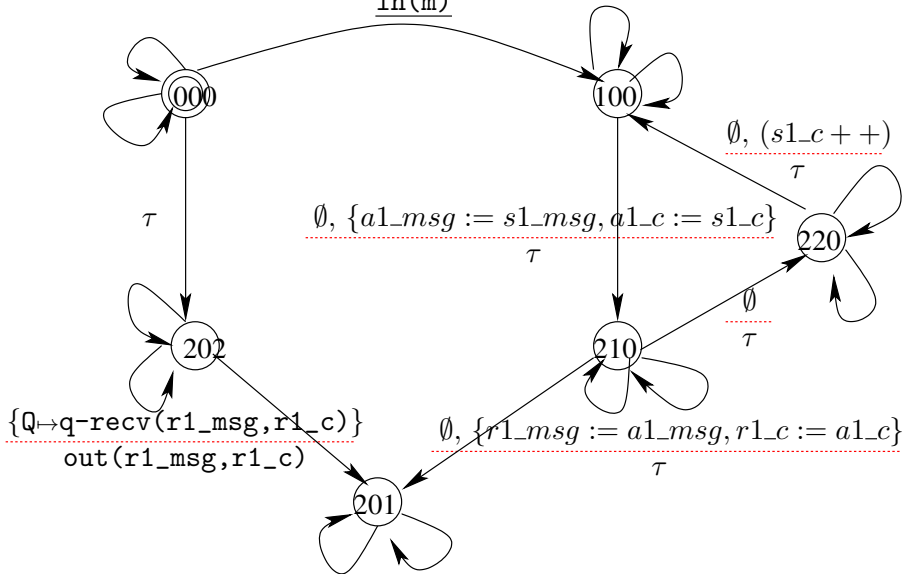 in(m)
000
100
∅, (s1_c + +)
τ
τ
∅, {a1_msg := s1_msg, a1_c := s1_c}
τ
220
∅
τ
202
210
{Q↦q-recv(r1_msg,r1_c)}
out(r1_msg,r1_c)
∅, {r1_msg := a1_msg, r1_c := a1_c}
τ
201